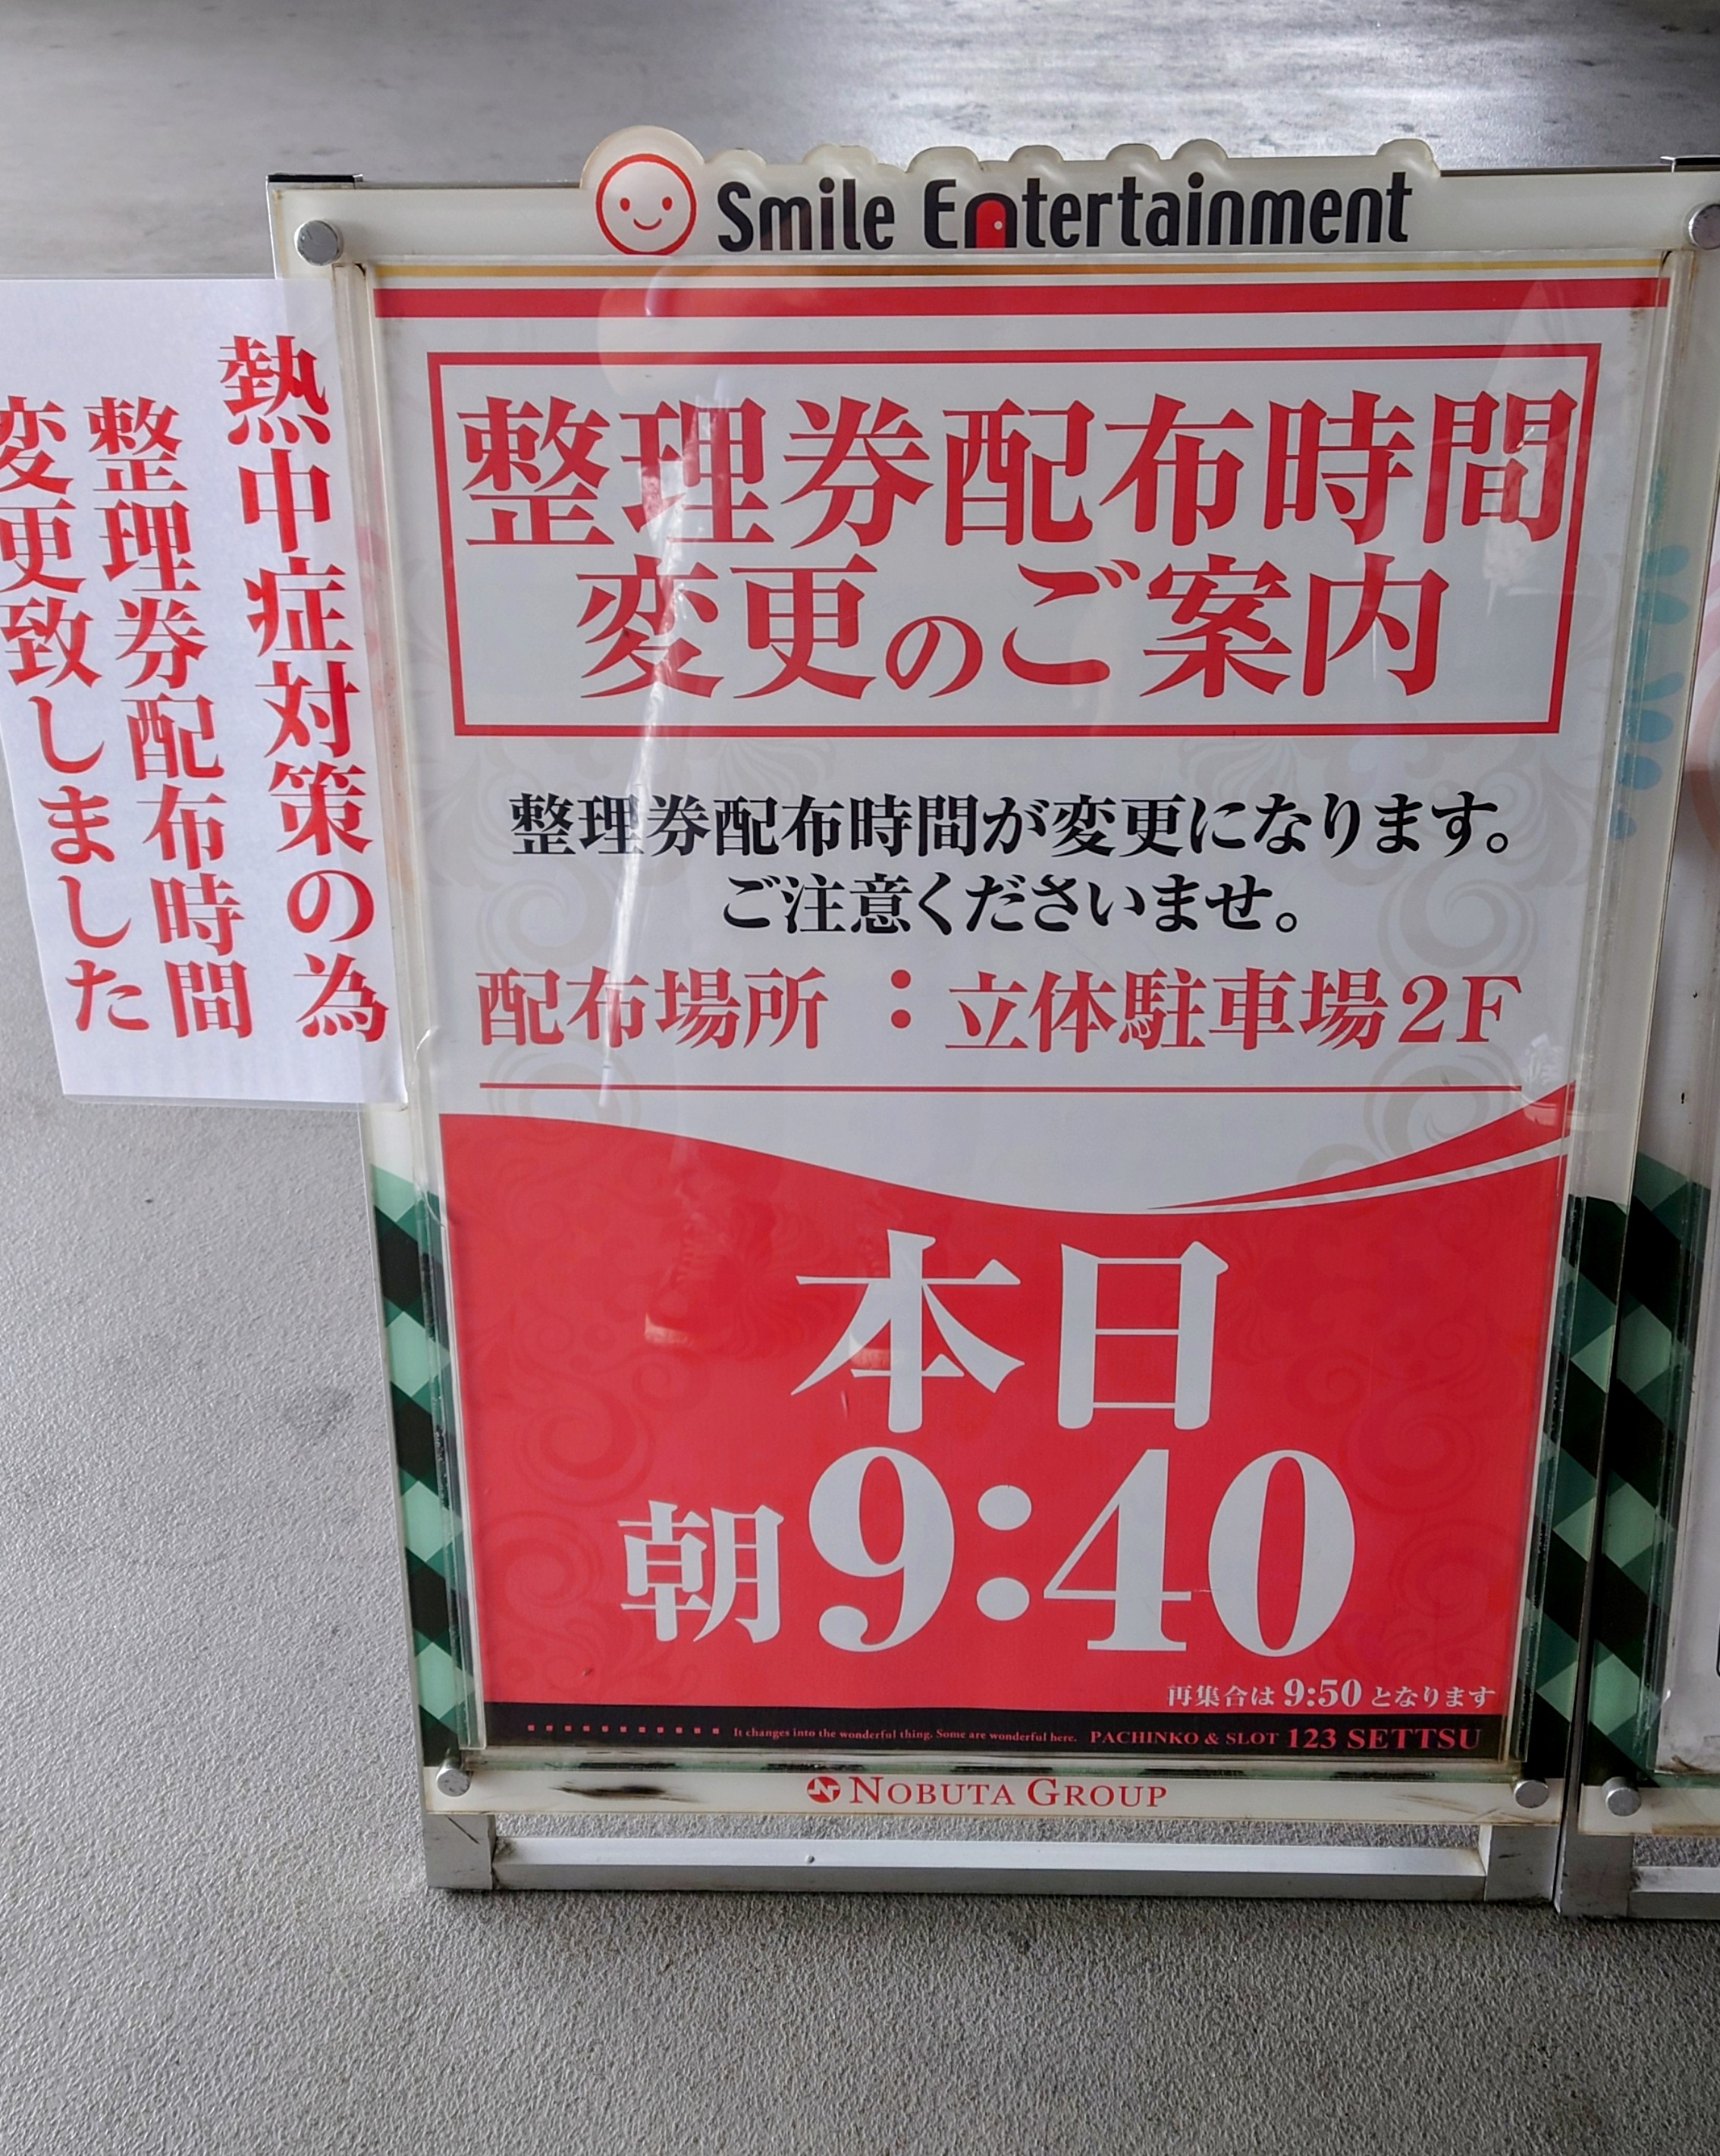 Smile Entertainment
熱中症対策の為
整理券配布時間
変更致しました
整理券配布時間
変更のご案内
整理券配布時間が変更になります。
ご注意くださいませ。
配布場所：立体駐車場2F
本日
朝9:40
再集合は 9:50 となります
It changes into the wonderful thing. Some are wonderful here. PACHINKO & SLOT 123 SETTSU
NOBUTA GROUP